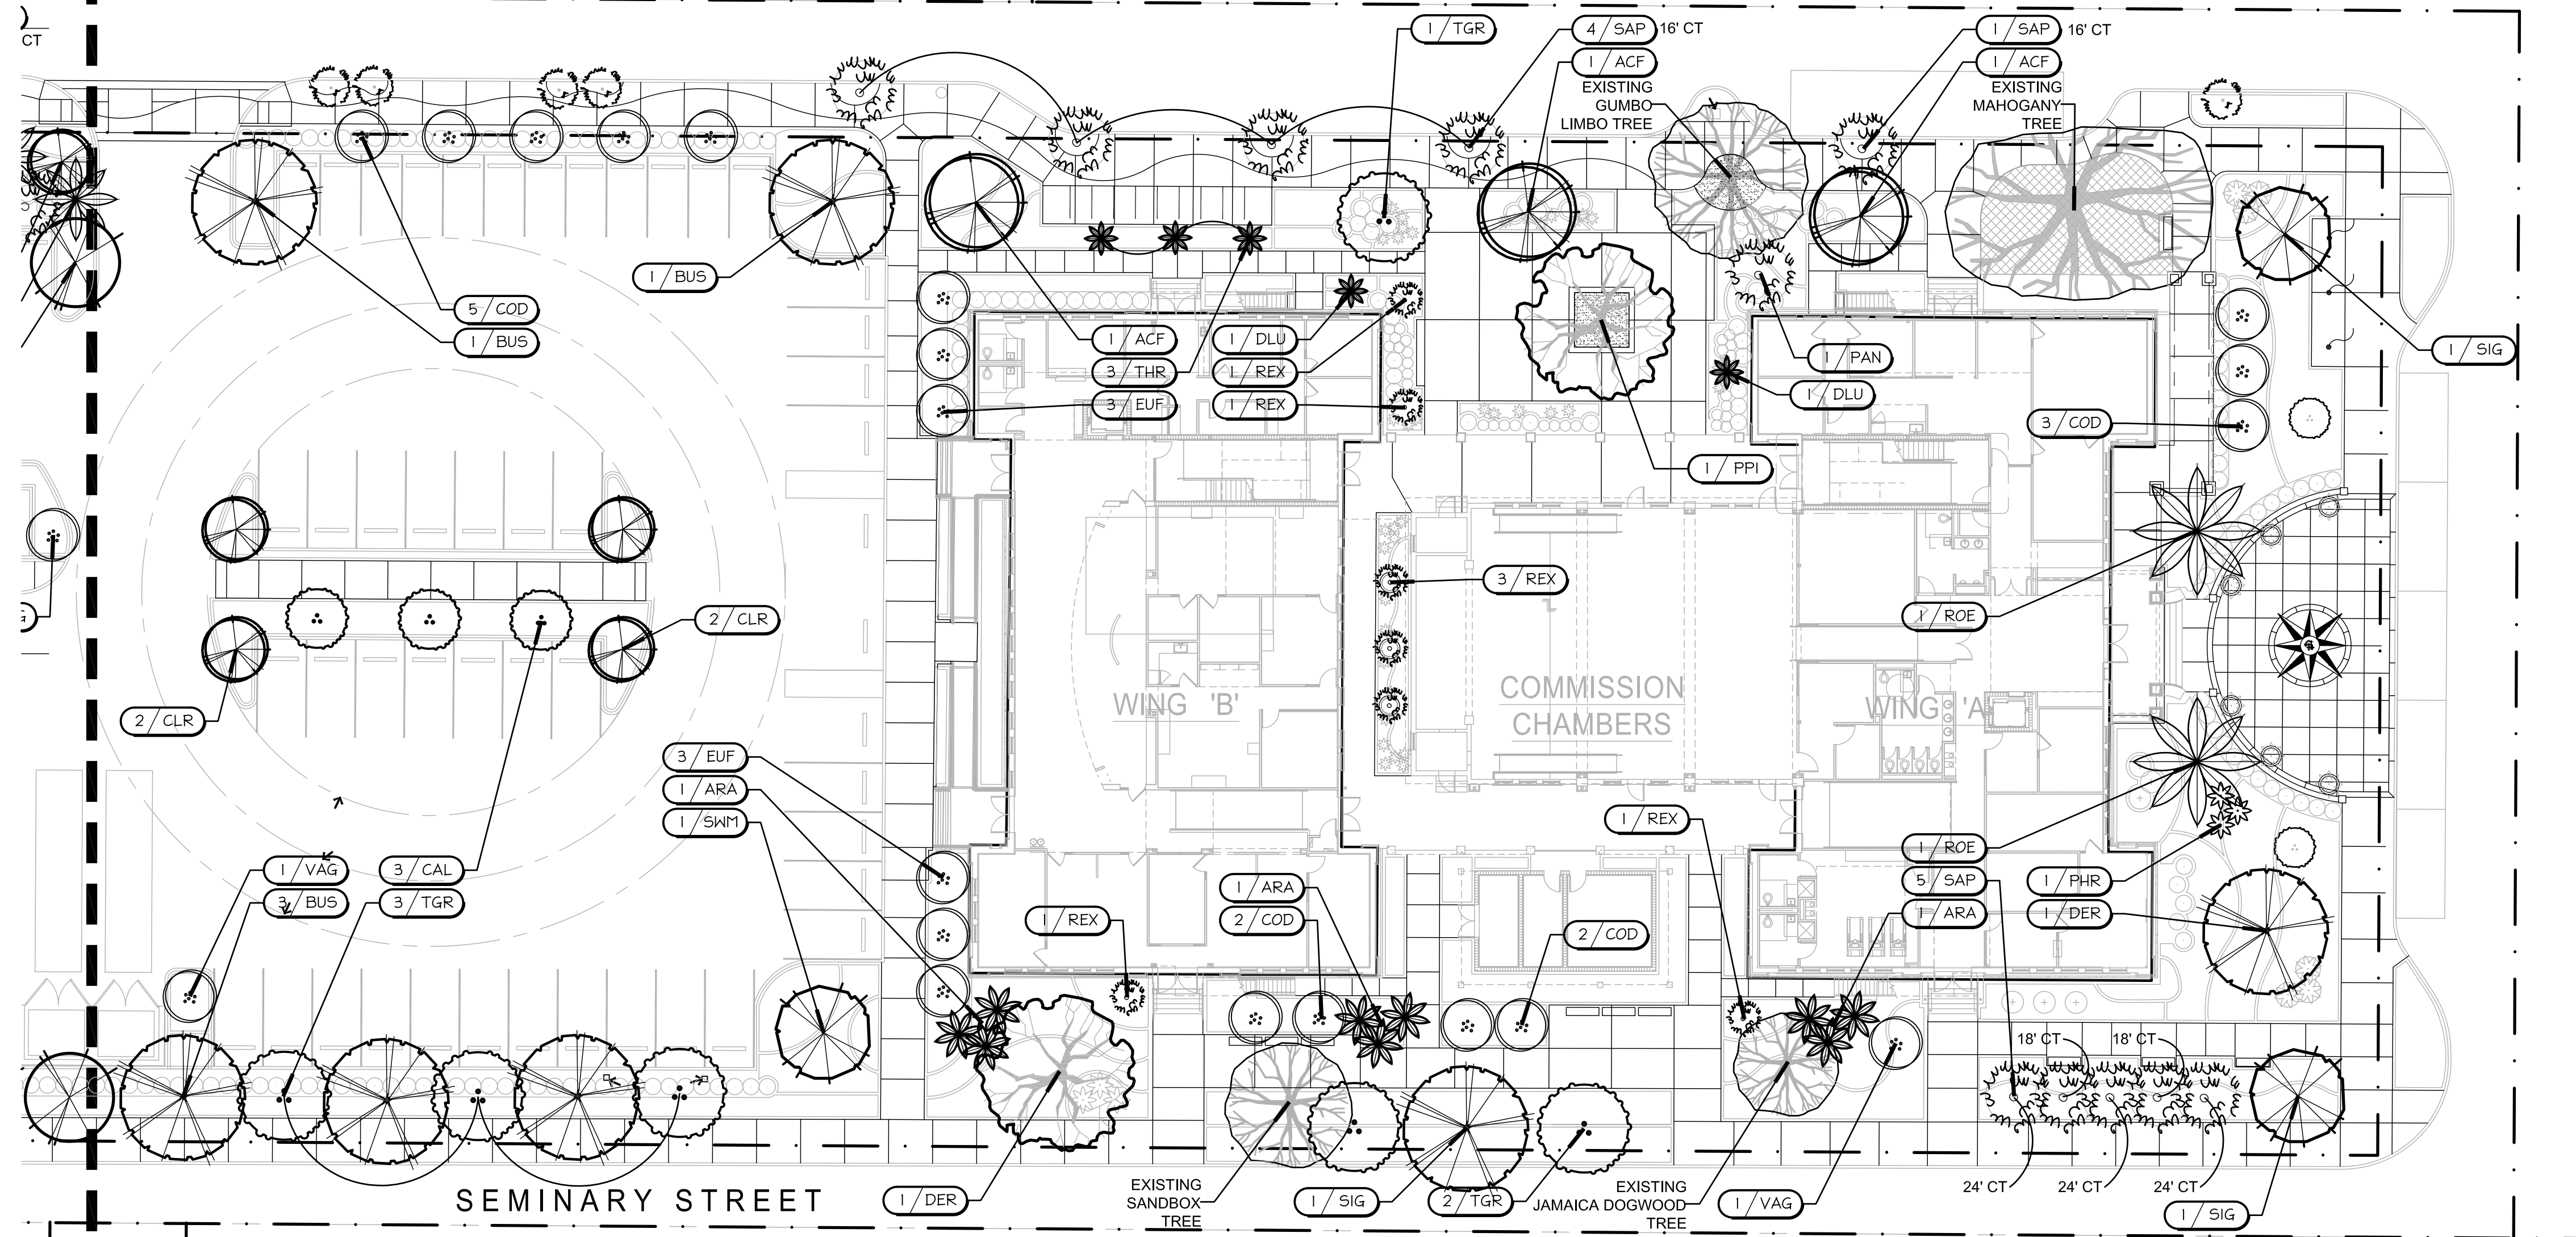 CT
1/TGR
4/SAP 16' CT
1/ACF
EXISTING
GUMBO
LIMBO TREE
1/SAP 16' CT
1/ACF
EXISTING
MAHOGANY
TREE
1/BUS
5/COD
1/BUS
1/ACF
3/THR
3/EUF
1/DLU
1/REX
1/REX
1/PAN
1/DLU
1/SIG
3/COD
1/PPI
3/REX
1/ROE
2/CLR
2/CLR
WING 'B'
COMMISSION
CHAMBERS
WING 'A'
3/EUF
1/ARA
1/SWM
1/REX
1/VAG
3/BUS
3/CAL
3/TGR
1/REX
1/ARA
2/COD
2/COD
1/ROE
5/SAP
1/ARA
1/PHR
1/DER
18' CT
18' CT
24' CT
24' CT
24' CT
SEMINARY STREET
1/DER
EXISTING
SANDBOX
TREE
1/SIG
2/TGR
EXISTING
JAMAICA DOGWOOD
TREE
1/VAG
1/SIG